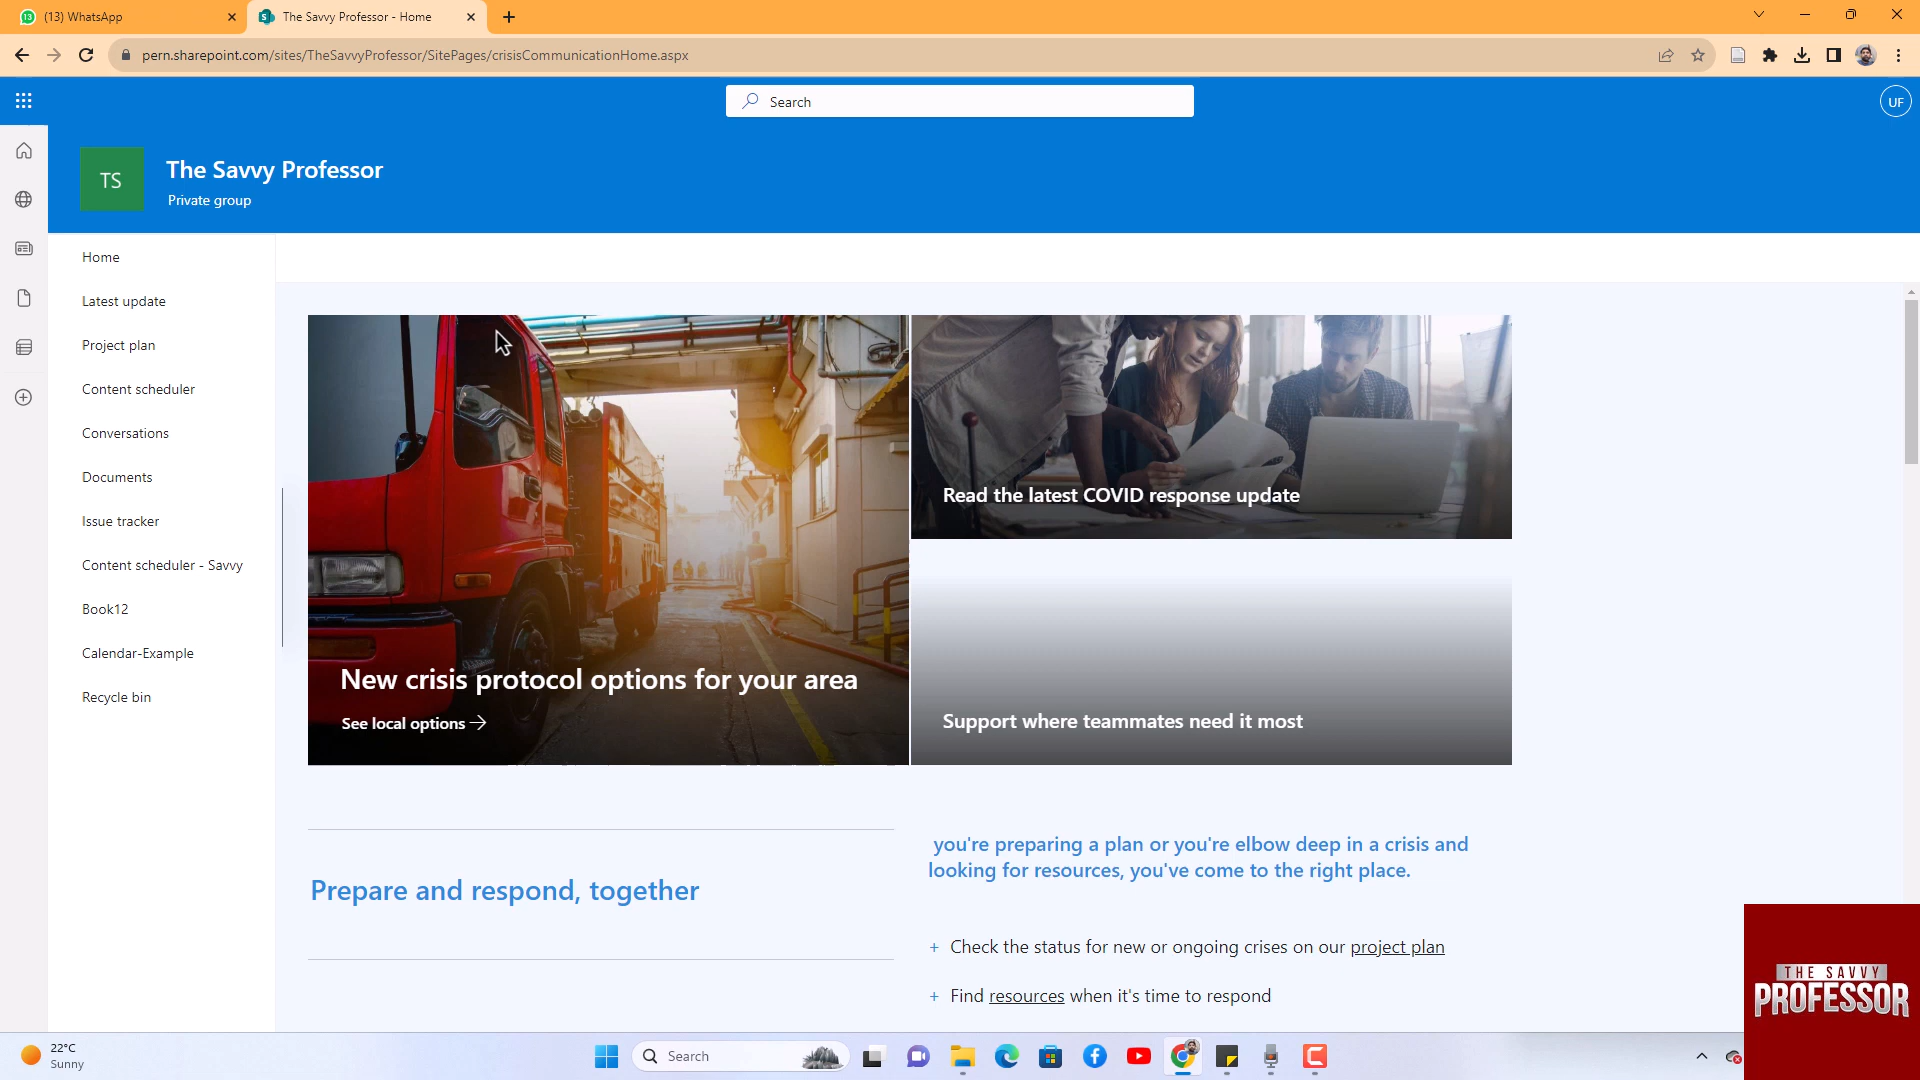 (13) WhatsApp
The Savvy Professor - Home
pern.sharepoint.com/sites/TheSavvyProfessor/SitePages/crisisCommunicationHome.aspx
Search
UF
TS
The Savvy Professor
Private group
Home
Latest update
Project plan
Content scheduler
Conversations
Documents
Issue tracker
Content scheduler - Savvy
Book12
Calendar-Example
Recycle bin
New crisis protocol options for your area
See local options
Read the latest COVID response update
Support where teammates need it most
Prepare and respond, together
you're preparing a plan or you're elbow deep in a crisis and
looking for resources, you've come to the right place.
+ Check the status for new or ongoing crises on our project plan
+ Find resources when it's time to respond
THE SAVVY
PROFESSOR
22°C
Sunny
Search